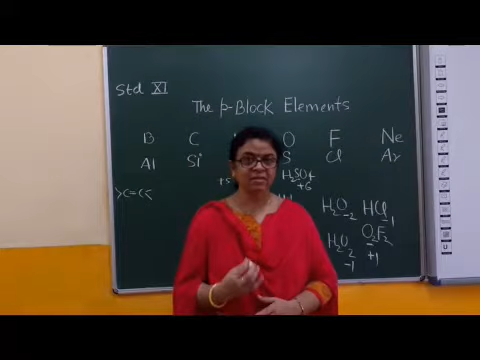 Std XI
The p-Block Elements
B C O F Ne
Al Si S Cl Ar
+5 H2SO4
+6
>C=C<
H2O -2 HCl -1
H2O2 -1 O2F2 +1